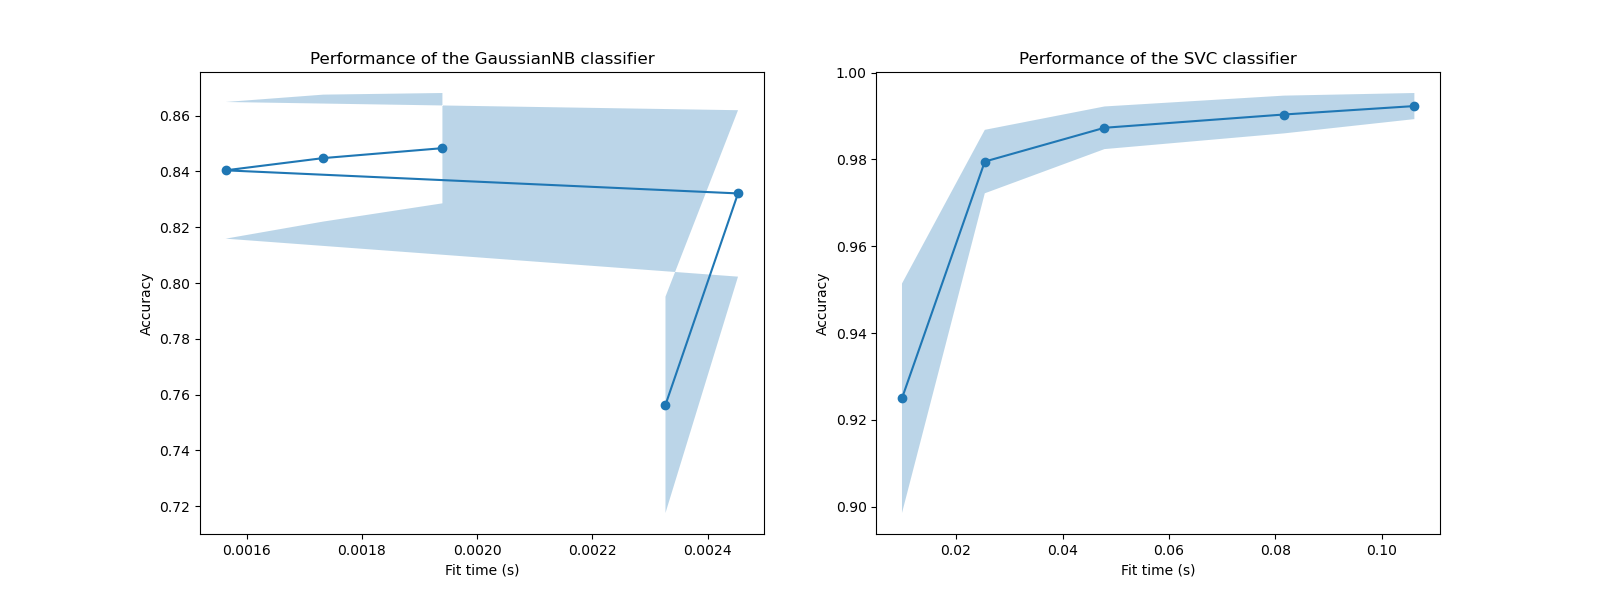 Performance of the GaussianNB classifier
Accuracy
0.86
0.84
0.82
0.80
0.78
0.76
0.74
0.72
0.0016 0.0018 0.0020 0.0022 0.0024
Fit time (s)
Performance of the SVC classifier
Accuracy
1.00
0.98
0.96
0.94
0.92
0.90
0.02 0.04 0.06 0.08 0.10
Fit time (s)